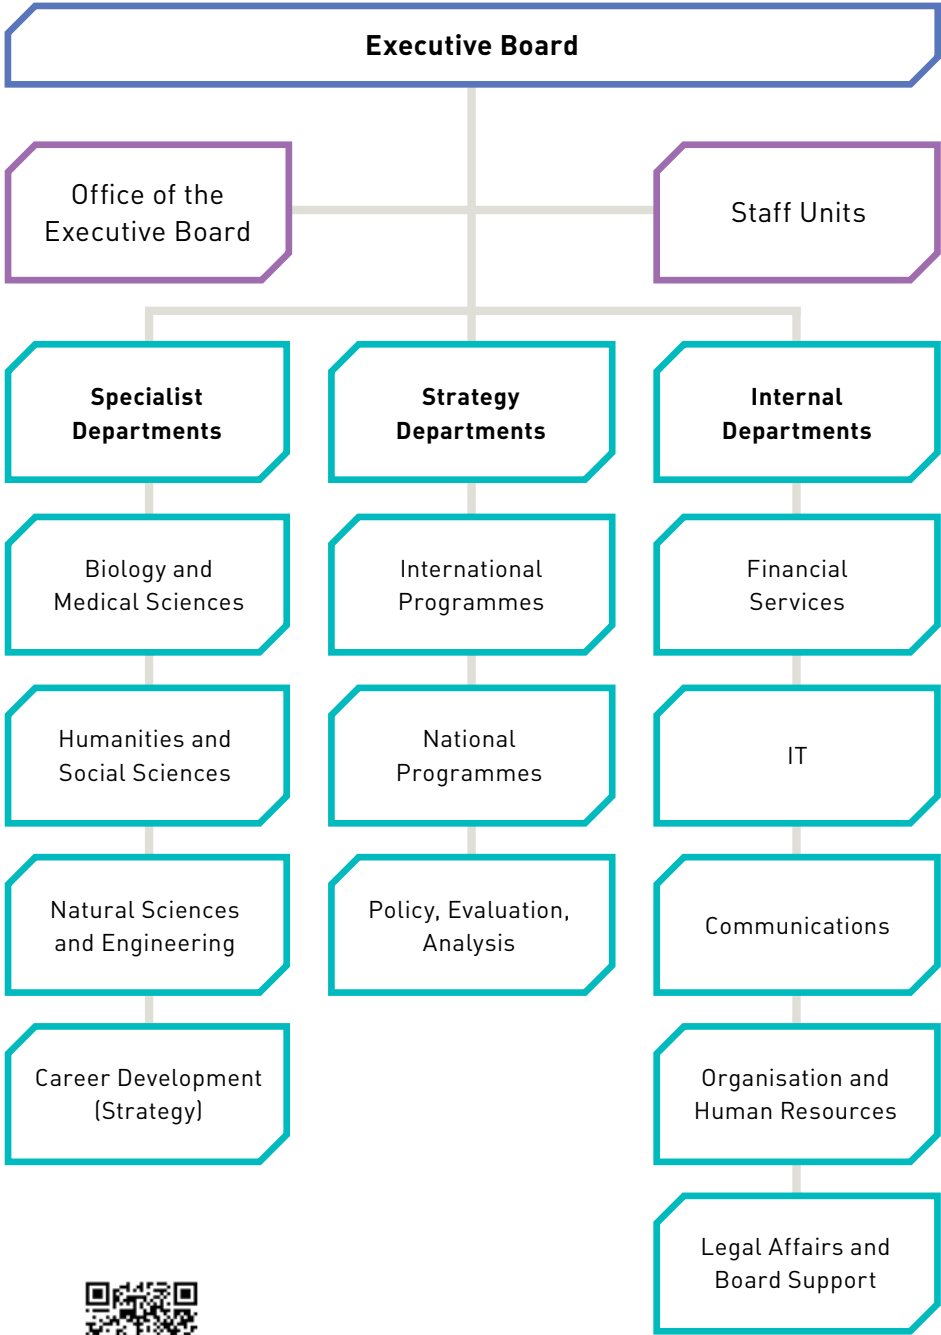 Executive Board
Office of the
Executive Board
Staff Units
Specialist
Departments
Strategy
Departments
Internal
Departments
Biology and
Medical Sciences
International
Programmes
Financial
Services
Humanities and
Social Sciences
National
Programmes
IT
Natural Sciences
and Engineering
Policy, Evaluation,
Analysis
Communications
Career Development
(Strategy)
Organisation and
Human Resources
Legal Affairs and
Board Support